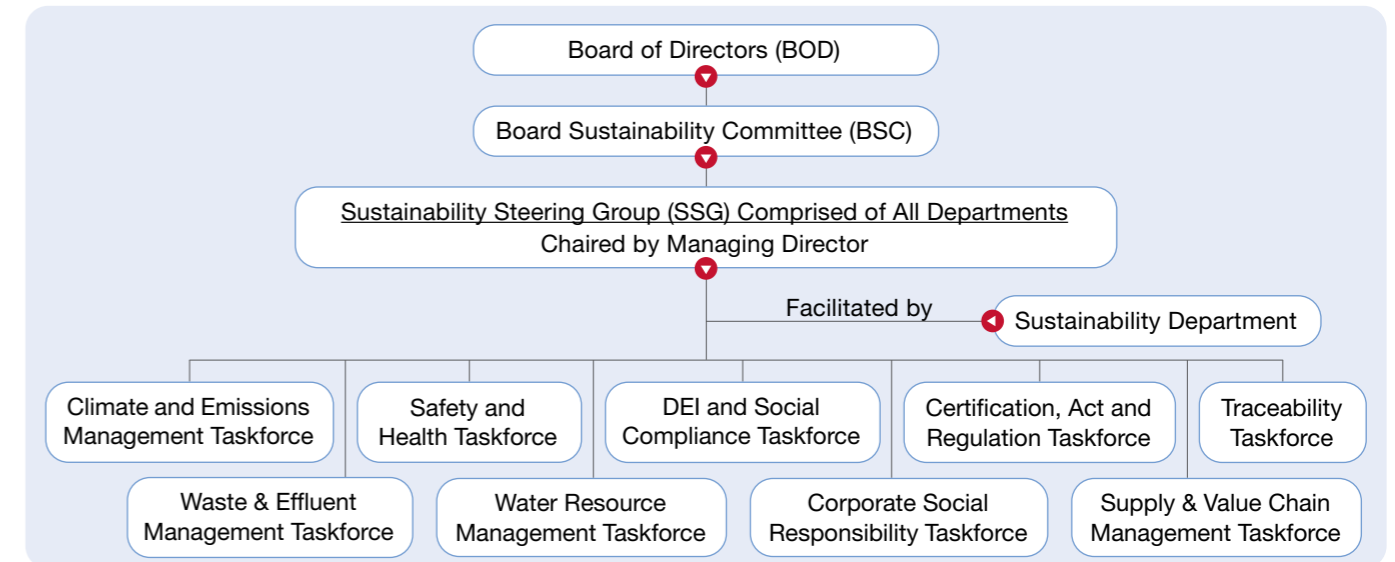 Board of Directors (BOD)
Board Sustainability Committee (BSC)
Sustainability Steering Group (SSG) Comprised of All Departments
Chaired by Managing Director
Facilitated by
Sustainability Department
Climate and Emissions
Management Taskforce
Safety and
Health Taskforce
DEI and Social
Compliance Taskforce
Certification, Act and
Regulation Taskforce
Traceability
Taskforce
Waste & Effluent
Management Taskforce
Water Resource
Management Taskforce
Corporate Social
Responsibility Taskforce
Supply & Value Chain
Management Taskforce